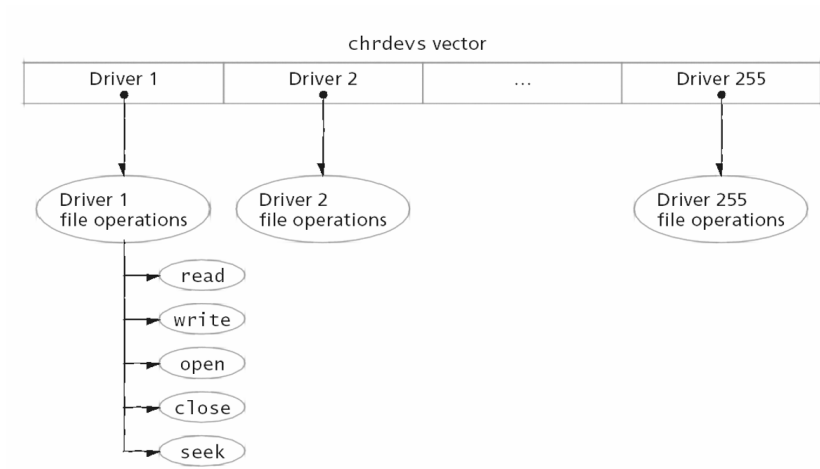 chrdevs vector
Driver 1
Driver 2
...
Driver 255
Driver 1
file operations
Driver 2
file operations
Driver 255
file operations
read
write
open
close
seek